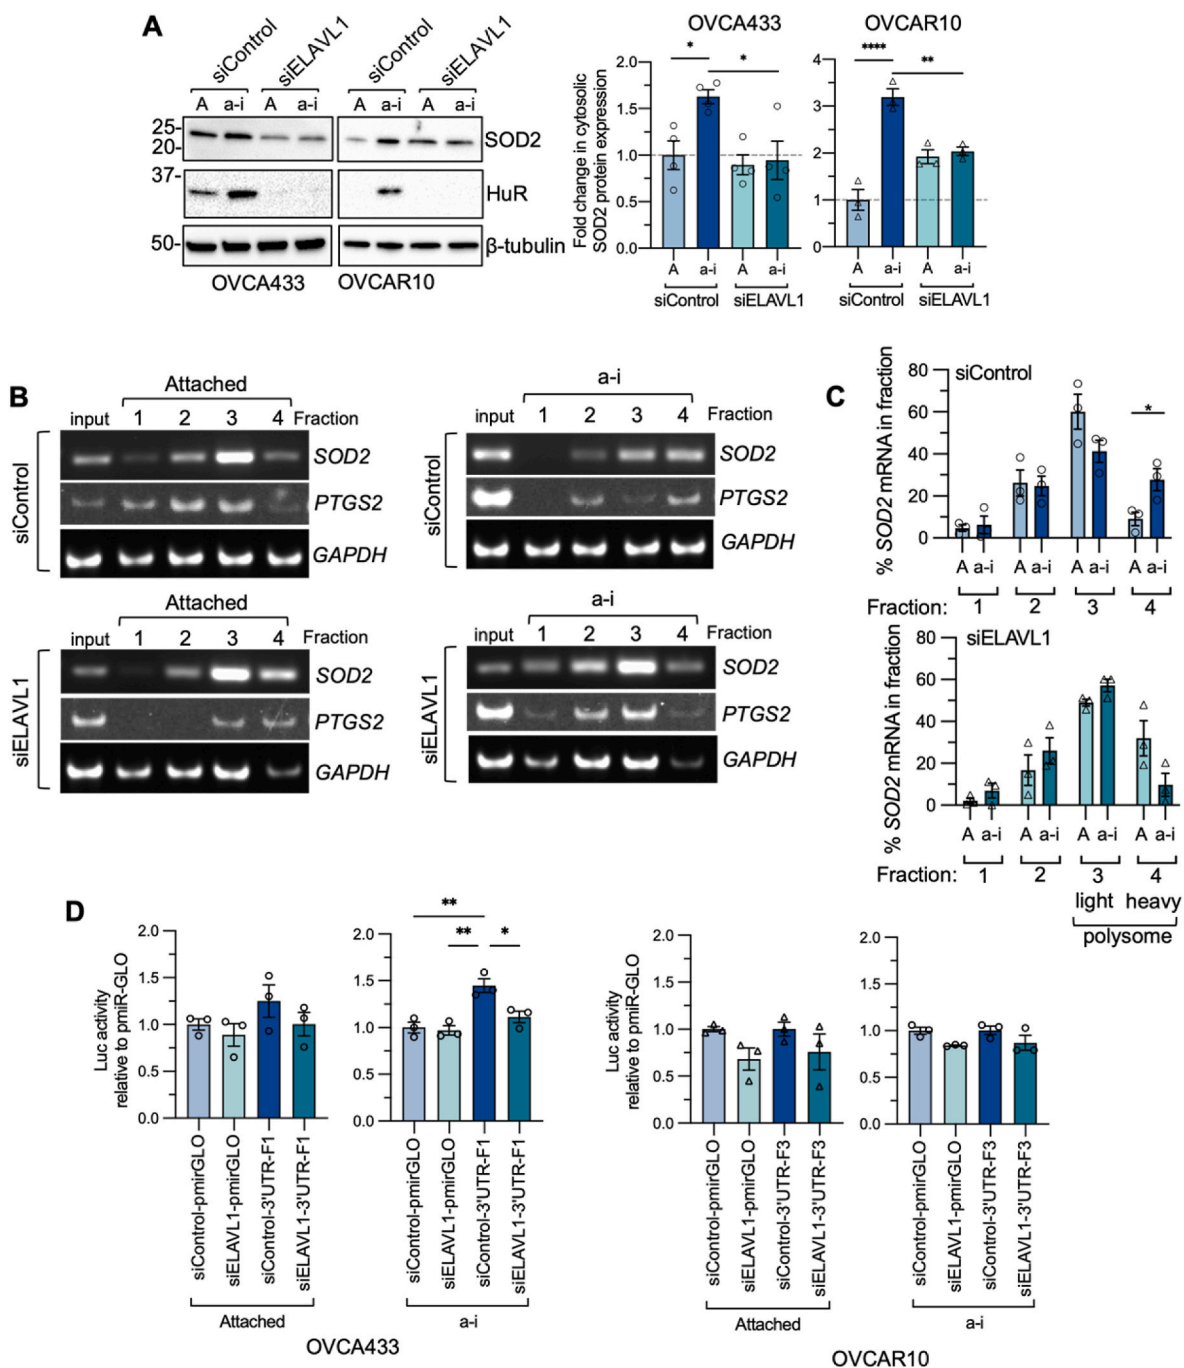 A
siControl
siELAVL1
siControl
siELAVL1
A a-i A a-i A a-i A a-i
25-
20-
SOD2
37-
HuR
50-
β-tubulin
OVCA433 OVCAR10
OVCA433
Fold change in cytosolic
SOD2 protein expression
2.0
1.5
1.0
0.5
0.0
*
*
A a-i A a-i
siControl siELAVL1
OVCAR10
4
3
2
1
0
****
**
A a-i A a-i
siControl siELAVL1
B
Attached
input 1 2 3 4 Fraction
siControl
SOD2
PTGS2
GAPDH
a-i
input 1 2 3 4 Fraction
siControl
SOD2
PTGS2
GAPDH
Attached
input 1 2 3 4 Fraction
siELAVL1
SOD2
PTGS2
GAPDH
a-i
input 1 2 3 4 Fraction
siELAVL1
SOD2
PTGS2
GAPDH
C
% SOD2 mRNA in fraction
siControl
80
60
40
20
0
*
A a-i A a-i A a-i A a-i
Fraction: 1 2 3 4
% SOD2 mRNA in fraction
siELAVL1
80
60
40
20
0
A a-i A a-i A a-i A a-i
Fraction: 1 2 3 4
light heavy
polysome
D
Luc activity
relative to pmiR-GLO
2.0
1.5
1.0
0.5
0.0
siControl-pmirGLO
siELAVL1-pmirGLO
siControl-3'UTR-F1
siELAVL1-3'UTR-F1
Attached
**
**
*
2.0
1.5
1.0
0.5
0.0
siControl-pmirGLO
siELAVL1-pmirGLO
siControl-3'UTR-F1
siELAVL1-3'UTR-F1
a-i
OVCA433
Luc activity
relative to pmiR-GLO
2.0
1.5
1.0
0.5
0.0
siControl-pmirGLO
siELAVL1-pmirGLO
siControl-3'UTR-F3
siELAVL1-3'UTR-F3
Attached
2.0
1.5
1.0
0.5
0.0
siControl-pmirGLO
siELAVL1-pmirGLO
siControl-3'UTR-F3
siELAVL1-3'UTR-F3
a-i
OVCAR10